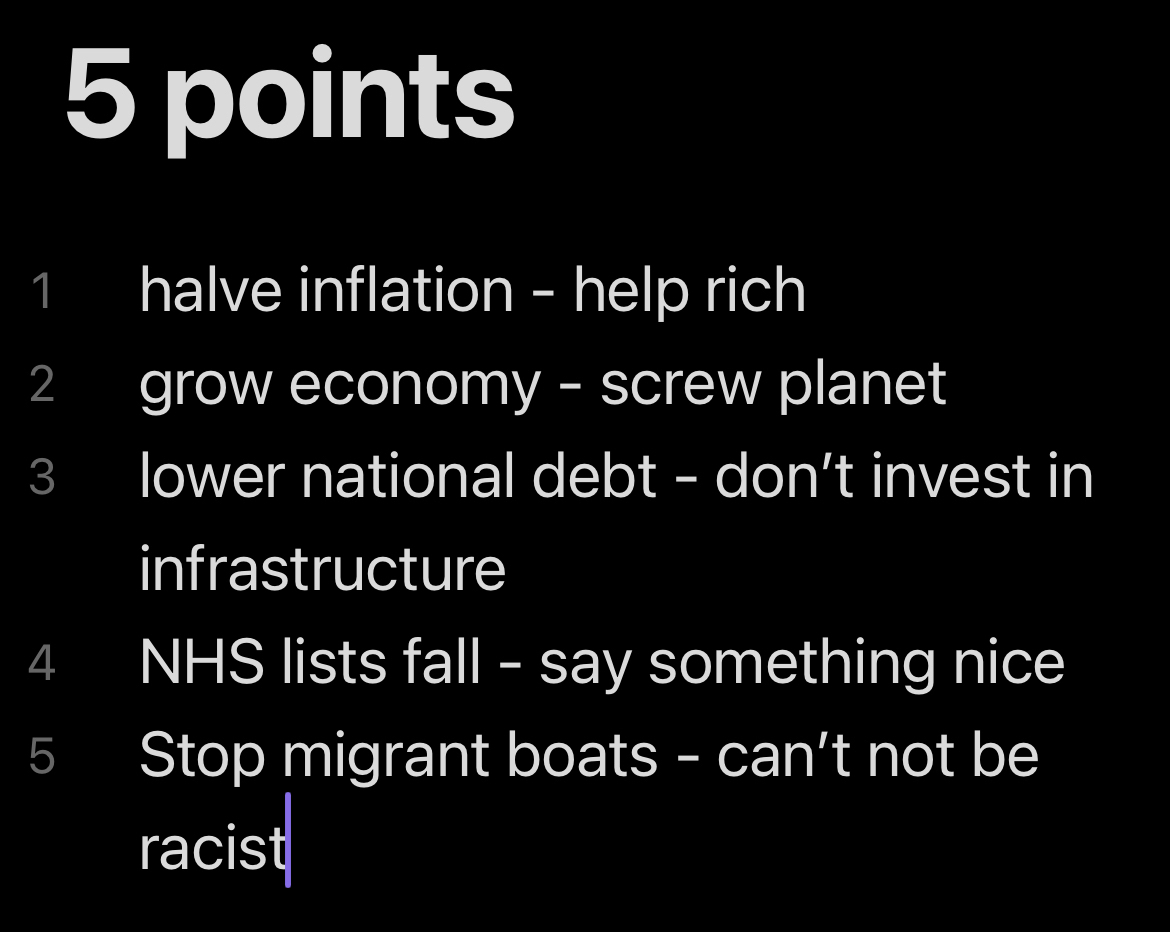 5 points
1 halve inflation - help rich
2 grow economy - screw planet
3 lower national debt - don’t invest in
infrastructure
4 NHS lists fall - say something nice
5 Stop migrant boats - can’t not be
racist